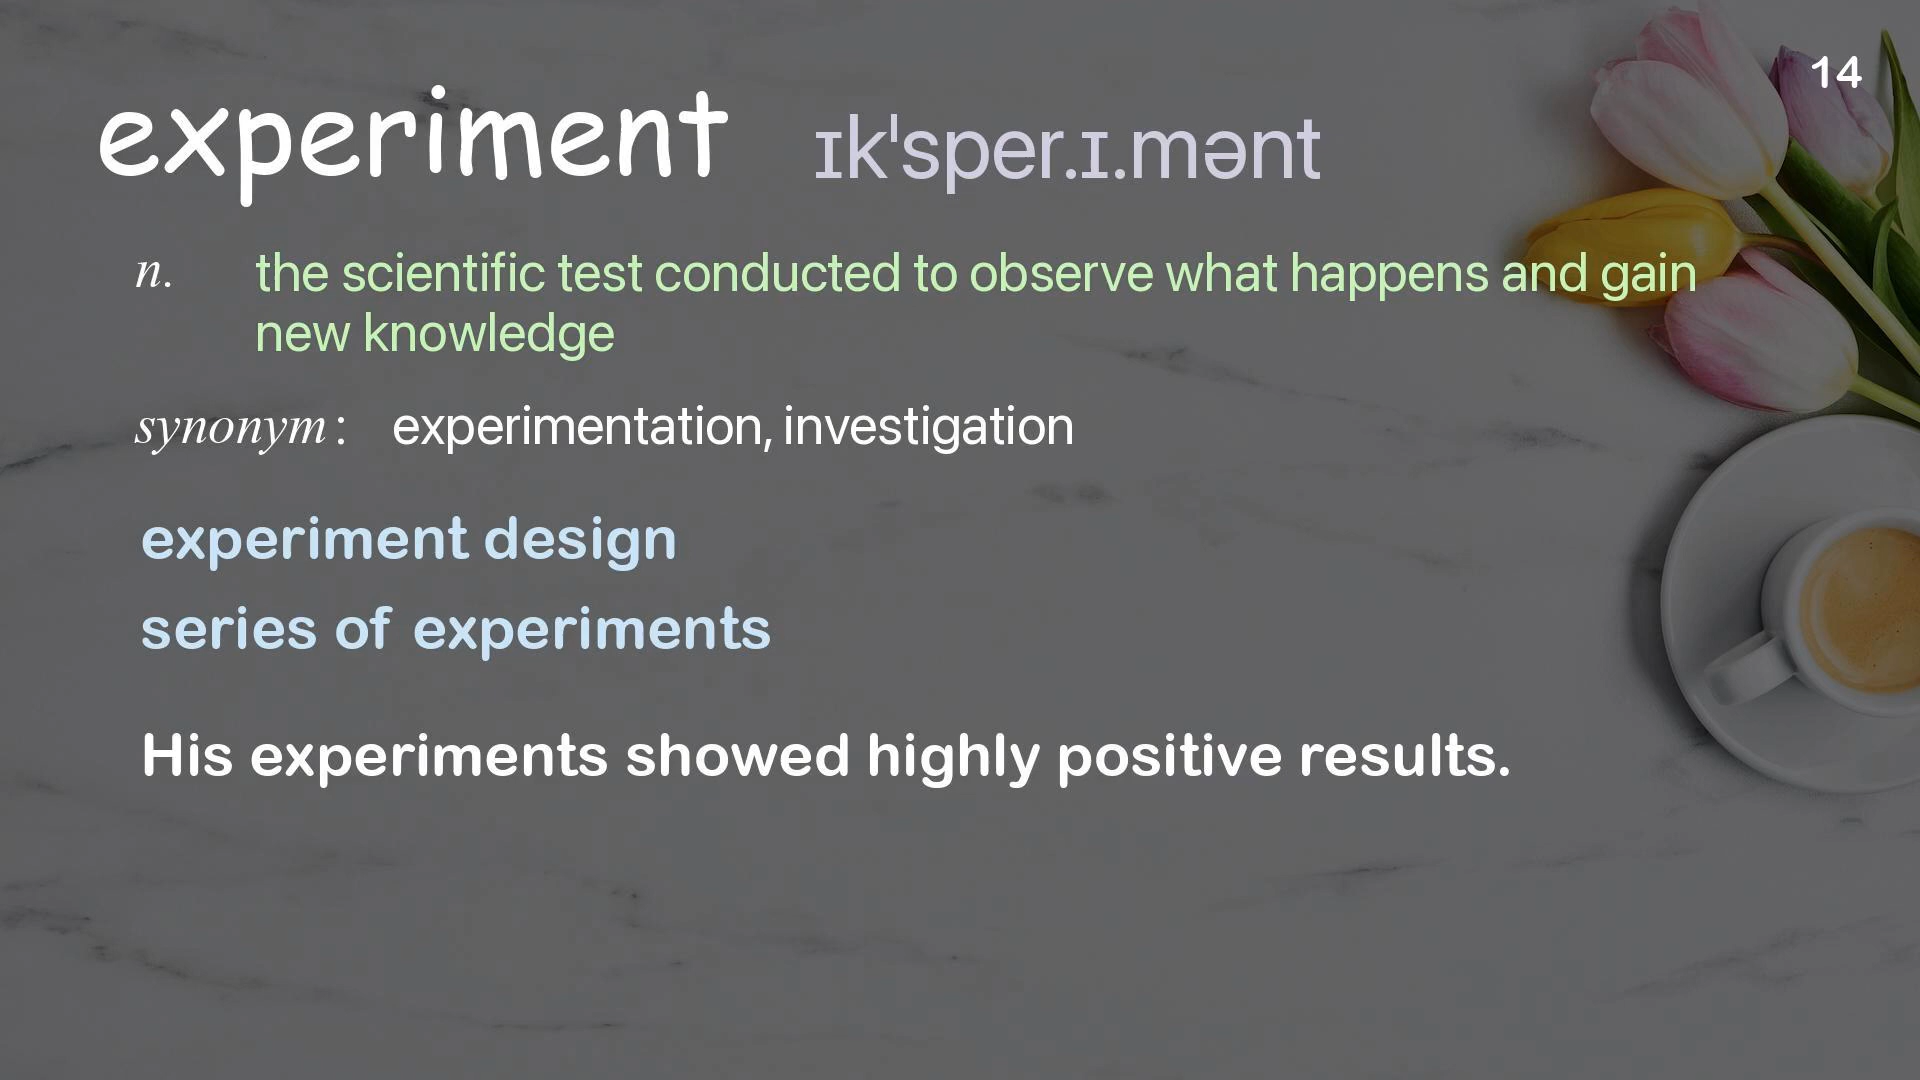 14
experiment ɪkˈsper.ɪ.mənt
n. the scientific test conducted to observe what happens and gain
new knowledge
synonym: experimentation, investigation
experiment design
series of experiments
His experiments showed highly positive results.